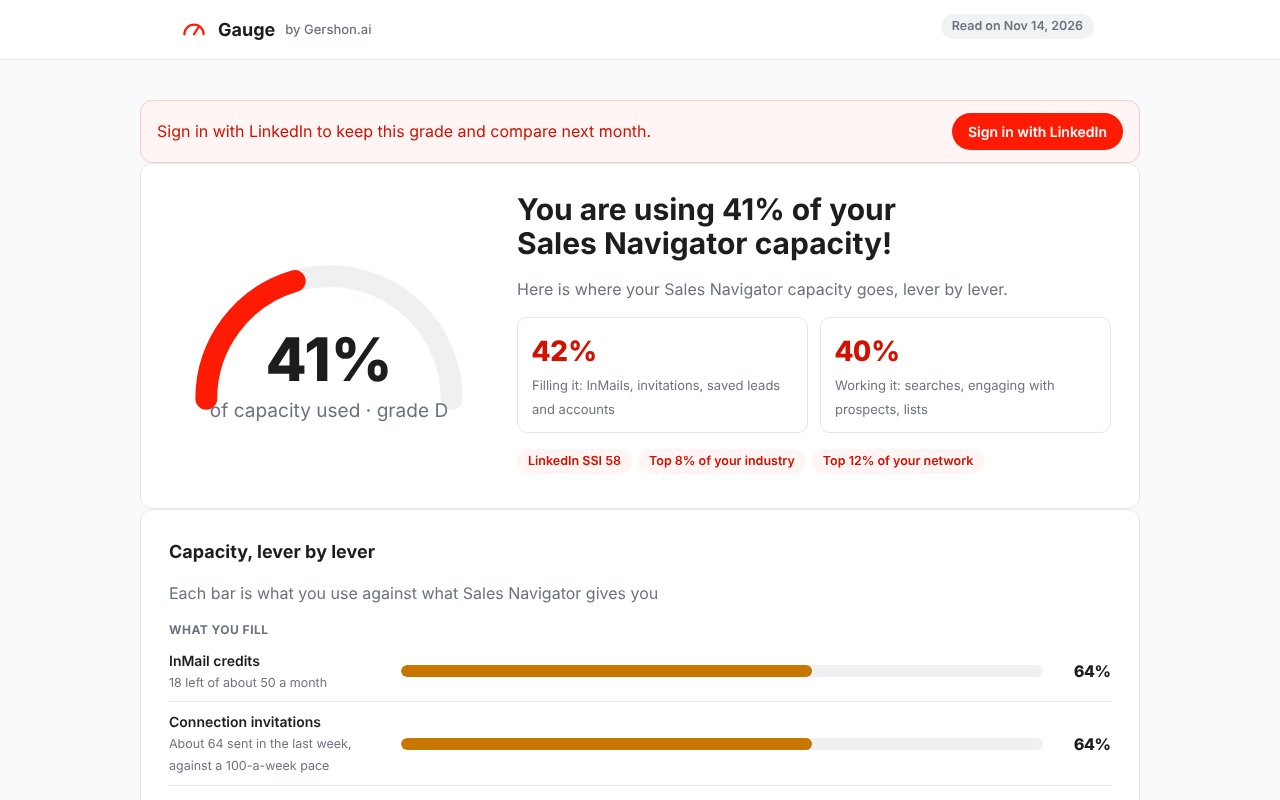 Gauge by Gershon.ai
Read on Nov 14, 2026
Sign in with LinkedIn to keep this grade and compare next month.
Sign in with LinkedIn
41%
of capacity used · grade D
You are using 41% of your
Sales Navigator capacity!
Here is where your Sales Navigator capacity goes, lever by lever.
42%
Filling it: InMails, invitations, saved leads
and accounts
40%
Working it: searches, engaging with
prospects, lists
LinkedIn SSI 58
Top 8% of your industry
Top 12% of your network
Capacity, lever by lever
Each bar is what you use against what Sales Navigator gives you
WHAT YOU FILL
InMail credits
18 left of about 50 a month
64%
Connection invitations
About 64 sent in the last week,
against a 100-a-week pace
64%